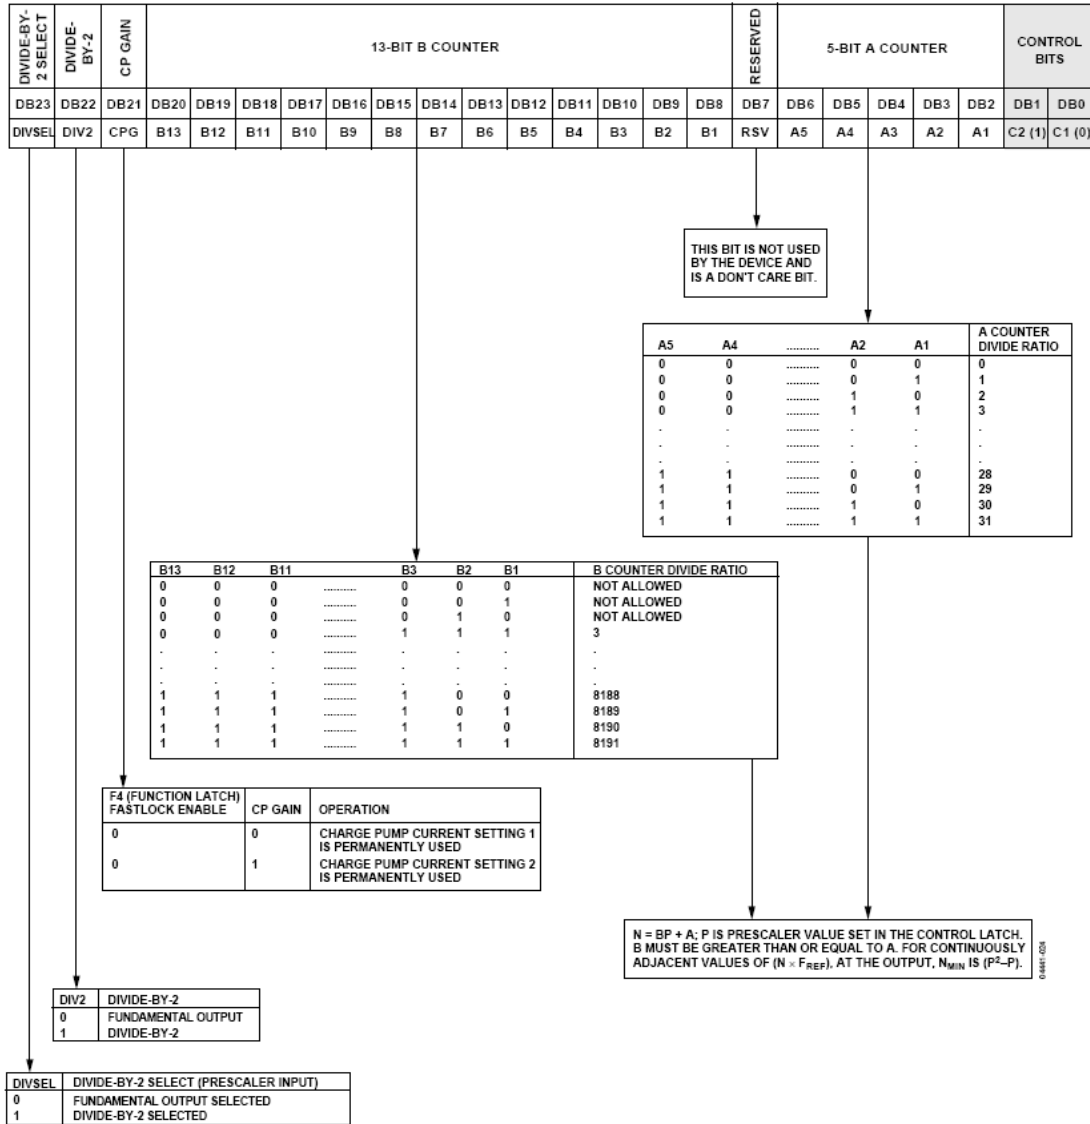 DIVIDE-BY-
2 SELECT
DIVIDE-
BY-2
CP GAIN
13-BIT B COUNTER
RESERVED
5-BIT A COUNTER
CONTROL
BITS
DB23 DB22 DB21 DB20 DB19 DB18 DB17 DB16 DB15 DB14 DB13 DB12 DB11 DB10 DB9 DB8 DB7 DB6 DB5 DB4 DB3 DB2 DB1 DB0
DIVSEL DIV2 CPG B13 B12 B11 B10 B9 B8 B7 B6 B5 B4 B3 B2 B1 RSV A5 A4 A3 A2 A1 C2 (1) C1 (0)
THIS BIT IS NOT USED
BY THE DEVICE AND
IS A DON'T CARE BIT.
A COUNTER
A5 A4 .......... A2 A1 DIVIDE RATIO
0 0 .......... 0 0 0
0 0 .......... 0 1 1
0 0 .......... 1 0 2
0 0 .......... 1 1 3
. . .......... . . .
. . .......... . . .
. . .......... . . .
1 1 .......... 0 0 28
1 1 .......... 0 1 29
1 1 .......... 1 0 30
1 1 .......... 1 1 31
B13 B12 B11 B3 B2 B1 B COUNTER DIVIDE RATIO
0 0 0 .......... 0 0 0 NOT ALLOWED
0 0 0 .......... 0 0 1 NOT ALLOWED
0 0 0 .......... 0 1 0 NOT ALLOWED
0 0 0 .......... 1 1 1 3
. . . .......... . . . .
. . . .......... . . . .
. . . .......... . . . .
1 1 1 .......... 1 0 0 8188
1 1 1 .......... 1 0 1 8189
1 1 1 .......... 1 1 0 8190
1 1 1 .......... 1 1 1 8191
F4 (FUNCTION LATCH)
FASTLOCK ENABLE CP GAIN OPERATION
0 0 CHARGE PUMP CURRENT SETTING 1
IS PERMANENTLY USED
0 1 CHARGE PUMP CURRENT SETTING 2
IS PERMANENTLY USED
N = BP + A; P IS PRESCALER VALUE SET IN THE CONTROL LATCH.
B MUST BE GREATER THAN OR EQUAL TO A. FOR CONTINUOUSLY
ADJACENT VALUES OF (N × FREF), AT THE OUTPUT, NMIN IS (P²–P).
04441-024
DIV2 DIVIDE-BY-2
0 FUNDAMENTAL OUTPUT
1 DIVIDE-BY-2
DIVSEL DIVIDE-BY-2 SELECT (PRESCALER INPUT)
0 FUNDAMENTAL OUTPUT SELECTED
1 DIVIDE-BY-2 SELECTED